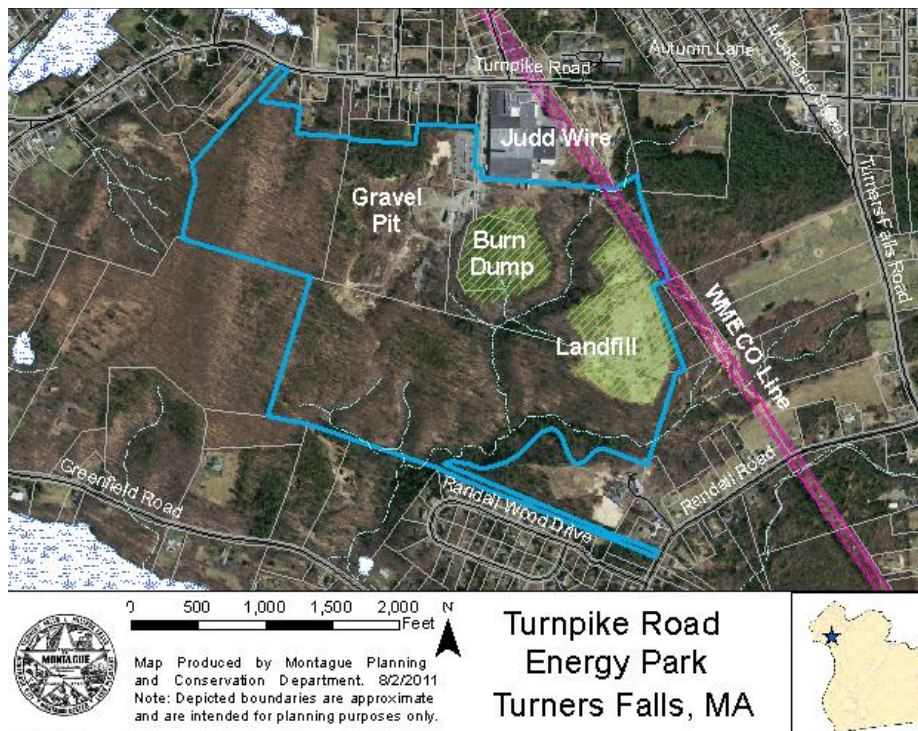 Autumn Lane
Turnpike Road
Montague Street
Judd Wire
Turners Falls Road
Gravel
Pit
Burn
Dump
WMECO Line
Landfill
Greenfield Road
Randall Road
Randall Wood Drive
0 500 1,000 1,500 2,000
Feet
N
MONTAGUE
Map Produced by Montague Planning
and Conservation Department. 8/2/2011
Note: Depicted boundaries are approximate
and are intended for planning purposes only.
Turnpike Road
Energy Park
Turners Falls, MA